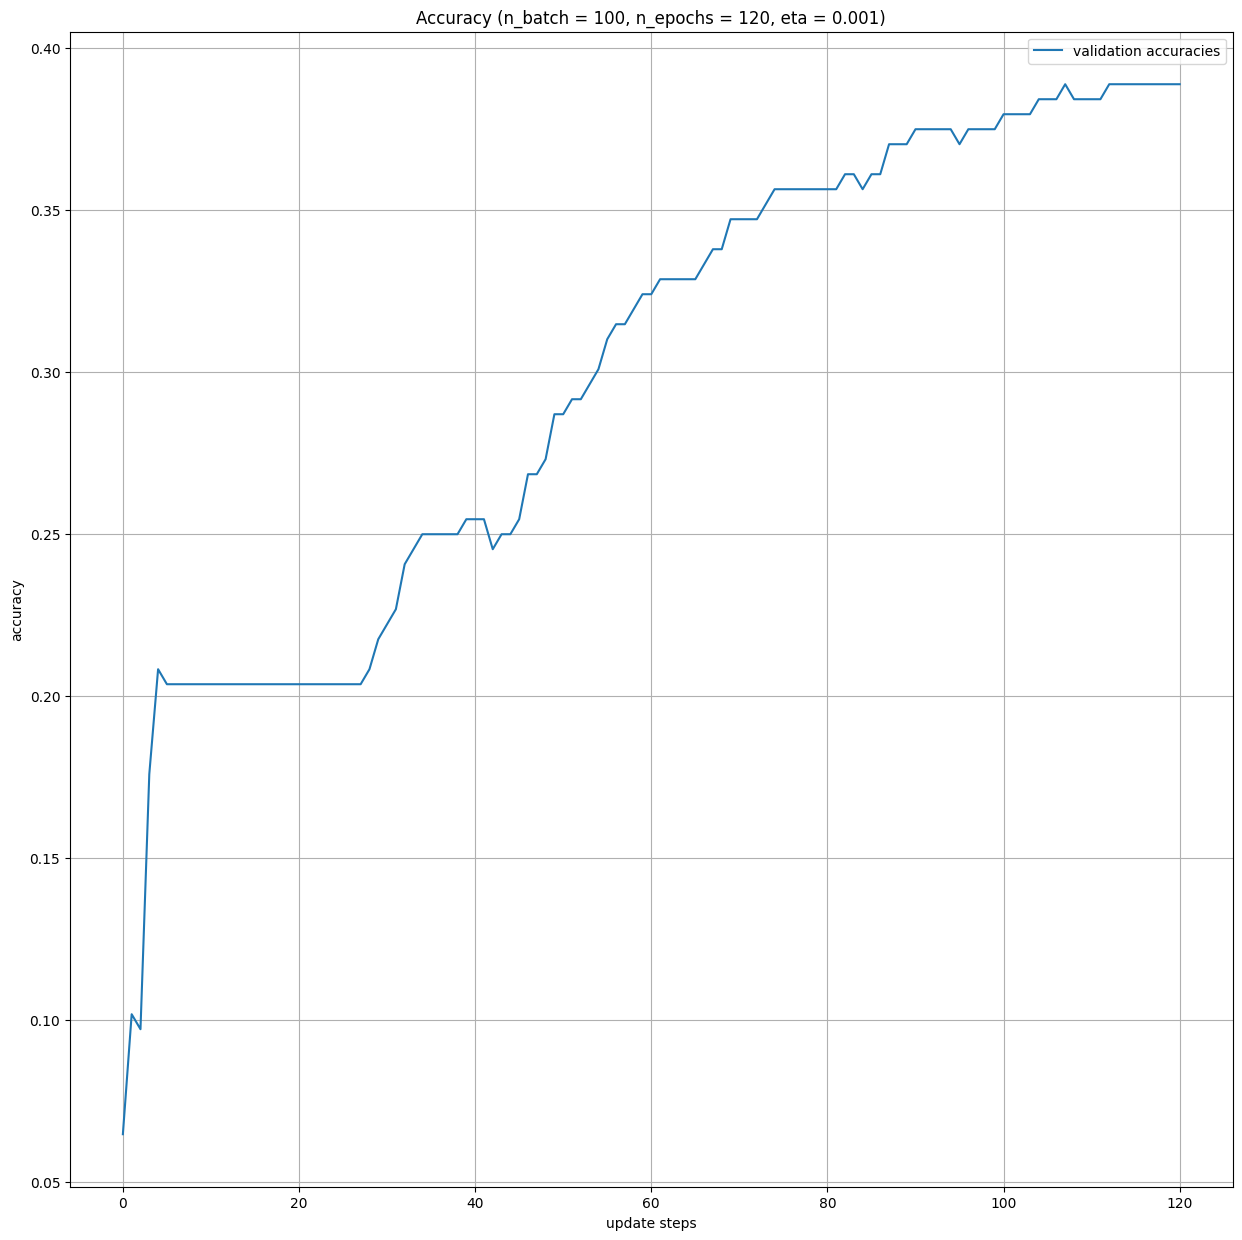 Accuracy (n_batch = 100, n_epochs = 120, eta = 0.001)
validation accuracies
0.40
0.35
0.30
0.25
0.20
0.15
0.10
0.05
accuracy
0 20 40 60 80 100 120
update steps